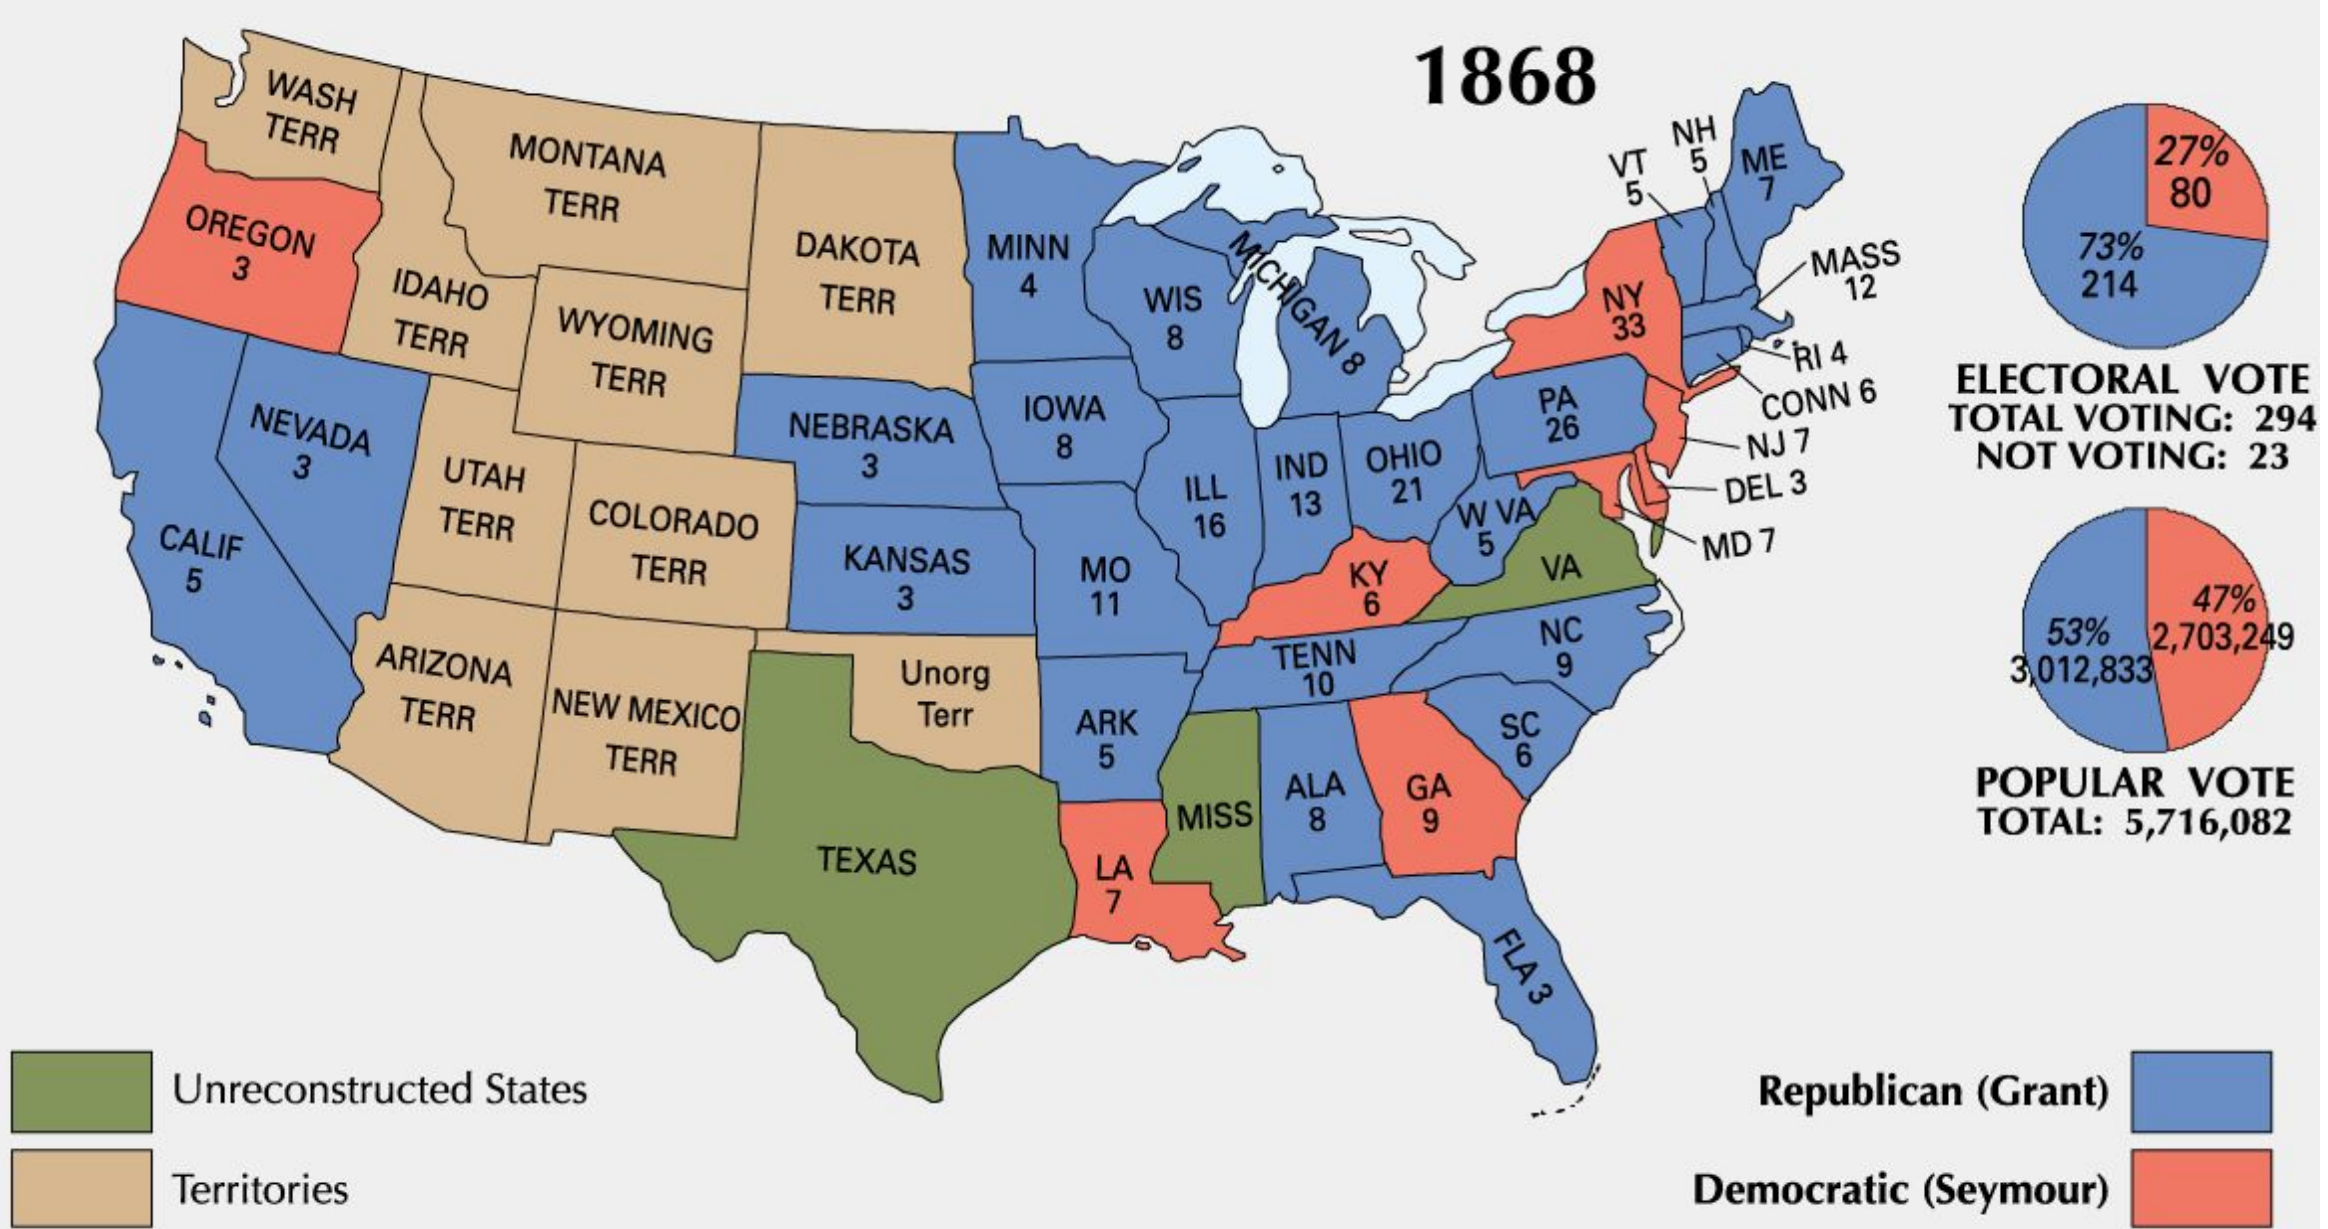 1868
WASH
TERR
MONTANA
TERR
OREGON
3
IDAHO
TERR
WYOMING
TERR
DAKOTA
TERR
MINN
4
WIS
8
MICHIGAN 8
VT
5
NH
5
ME
7
MASS
12
NY
33
RI 4
CONN 6
NJ 7
DEL 3
MD 7
PA
26
NEVADA
3
CALIF
5
UTAH
TERR
COLORADO
TERR
NEBRASKA
3
KANSAS
3
IOWA
8
MO
11
ILL
16
IND
13
OHIO
21
W VA
5
VA
KY
6
TENN
10
NC
9
SC
6
ARIZONA
TERR
NEW MEXICO
TERR
Unorg
Terr
TEXAS
ARK
5
LA
7
MISS
ALA
8
GA
9
FLA 3
27%
80
73%
214
ELECTORAL VOTE
TOTAL VOTING: 294
NOT VOTING: 23
47%
2,703,249
53%
3,012,833
POPULAR VOTE
TOTAL: 5,716,082
Unreconstructed States
Territories
Republican (Grant)
Democratic (Seymour)